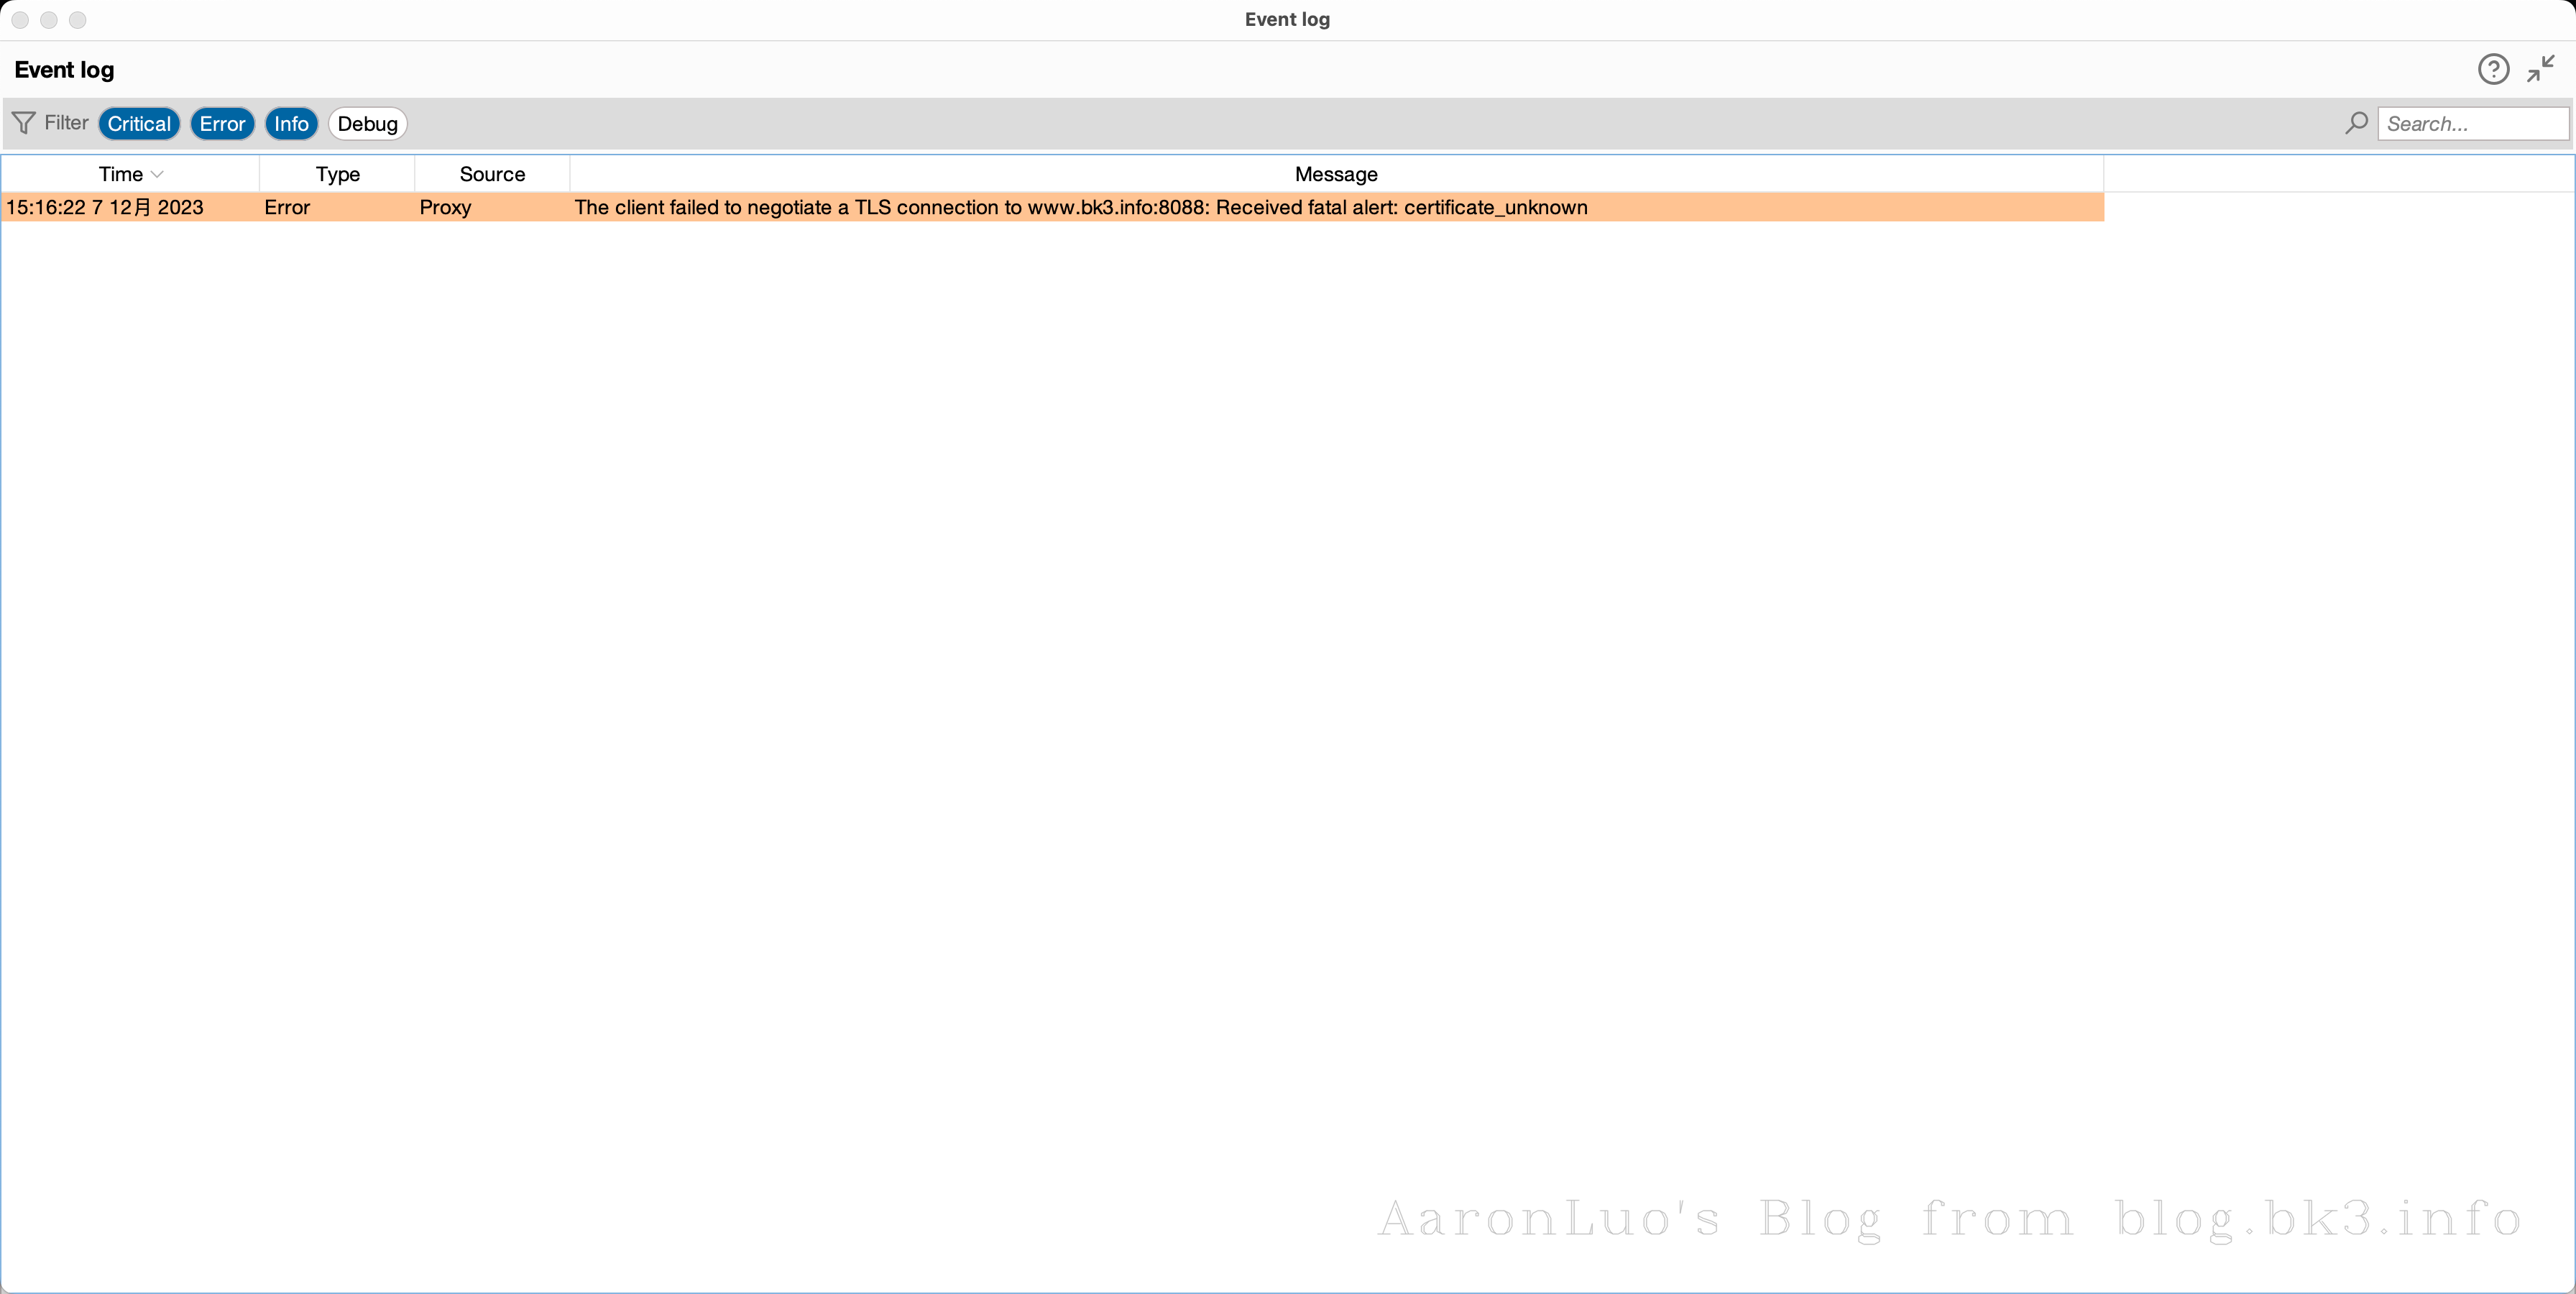 Event log
Event log
Filter Critical Error Info Debug Search...
Time Type Source Message
15:16:22 7 12月 2023 Error Proxy The client failed to negotiate a TLS connection to www.bk3.info:8088: Received fatal alert: certificate_unknown
AaronLuo's Blog from blog.bk3.info